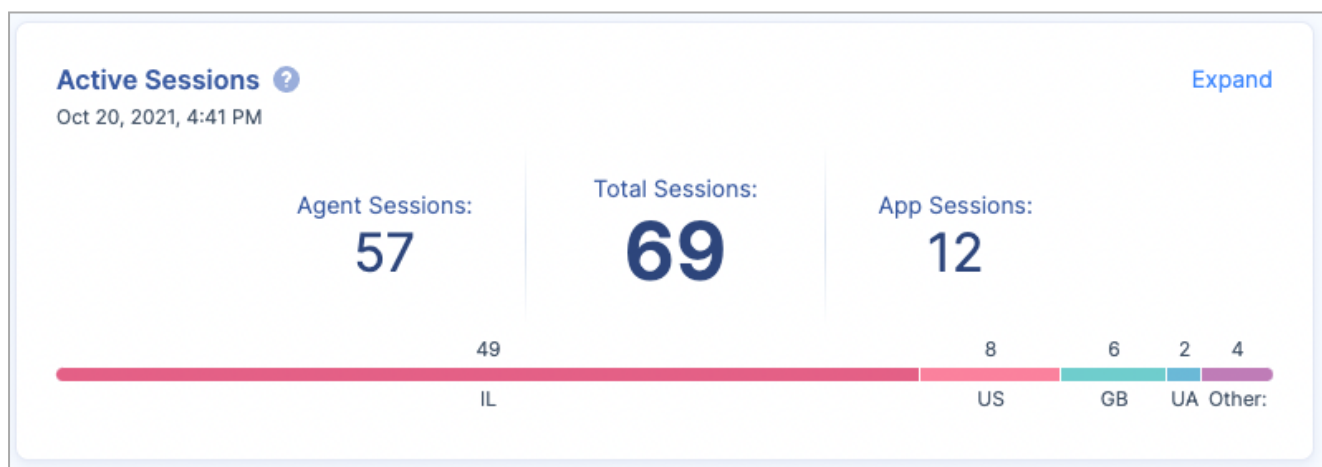 Active Sessions ?
Expand
Oct 20, 2021, 4:41 PM
Agent Sessions:
57
Total Sessions:
69
App Sessions:
12
49 8 6 2 4
IL US GB UA Other: